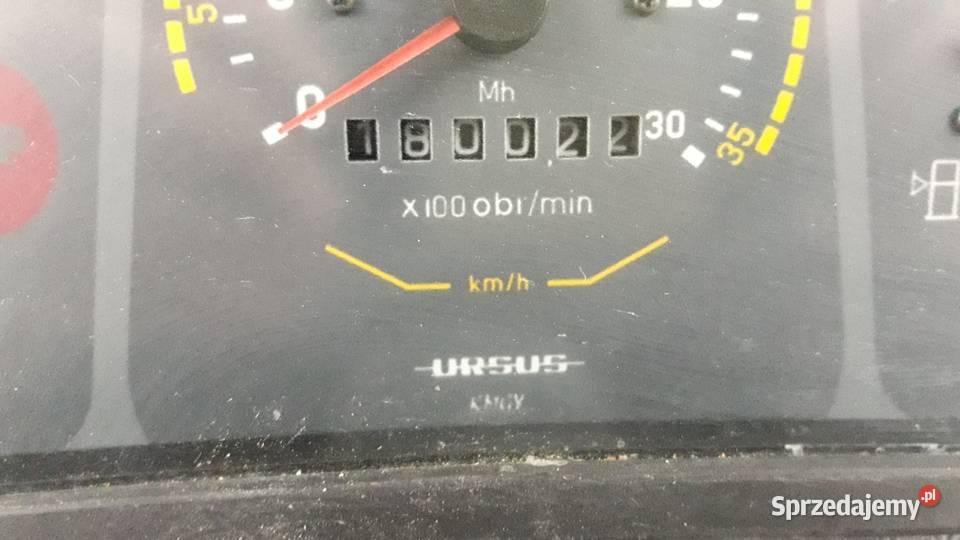 5
0
Mh
180022
30
35
x100 obr/min
km/h
URSUS
Sprzedajemy.pl